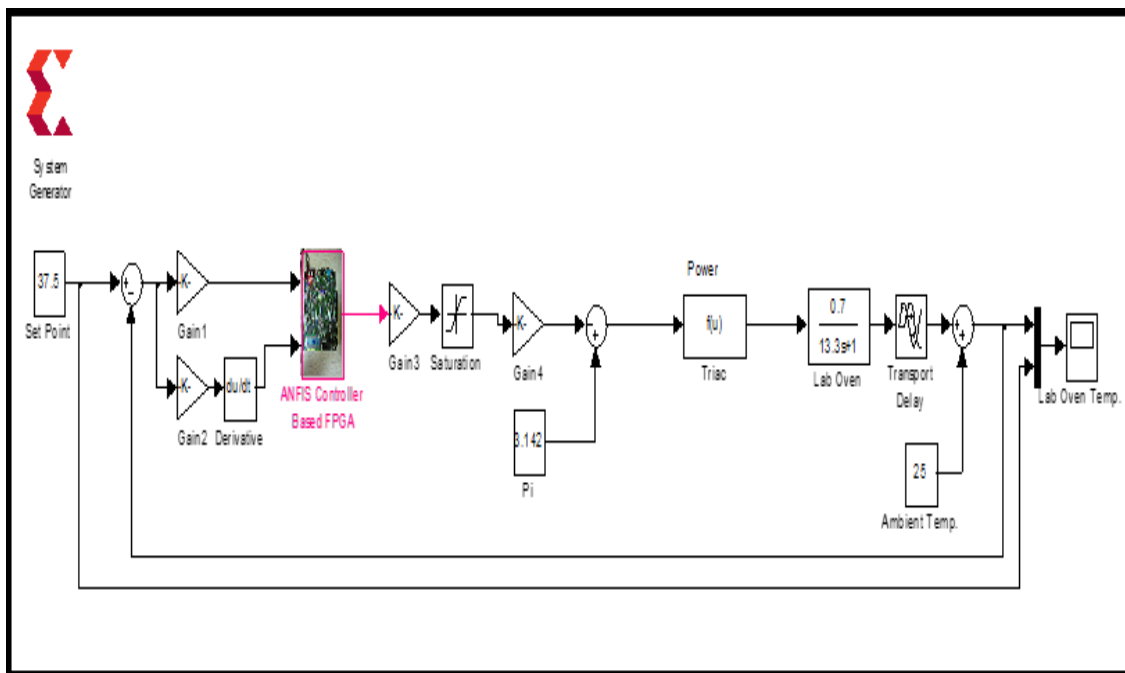 System
Generator
37.5
Set Point
+
-
-K-
Gain1
-K-
Gain2
du/dt
Derivative
ANFIS Controller
Based FPGA
-K-
Gain3
Saturation
-K-
Gain4
-
+
3.142
Pi
Power
f(u)
Triac
0.7
13.3s+1
Lab Oven
Transport
Delay
+
+
25
Ambient Temp.
Lab Oven Temp.